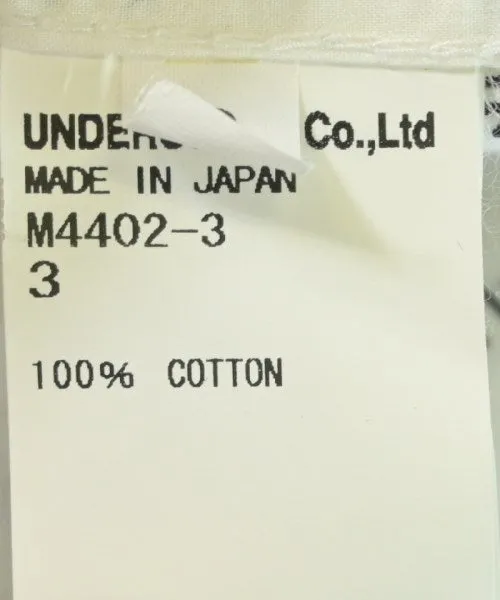 Co.,Ltd
MADE IN JAPAN
M4402-3
3
100% COTTON